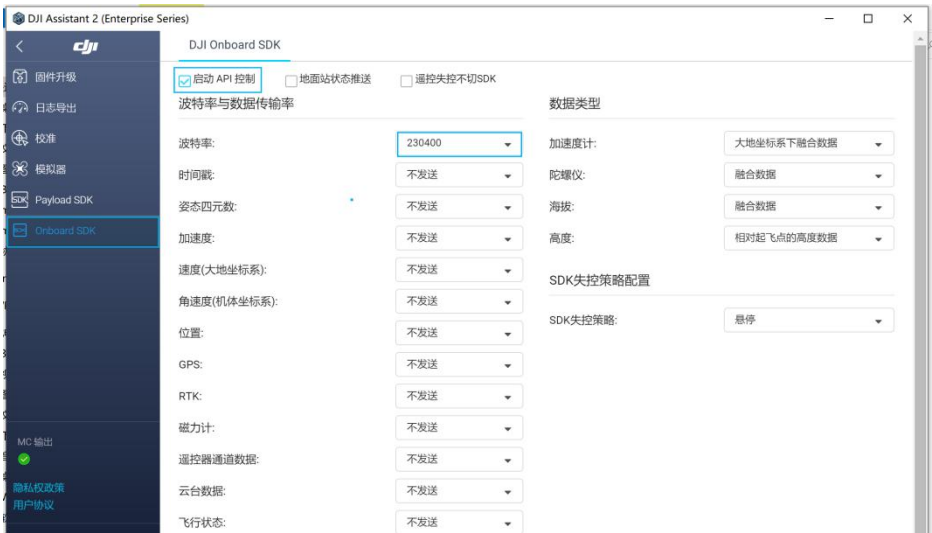 DJI Assistant 2 (Enterprise Series)
dji
DJI Onboard SDK
固件升级
日志导出
校准
模拟器
SDK Payload SDK
Onboard SDK
MC 输出
隐私权政策
用户协议
启动 API 控制 地面站状态推送 遥控失控不切SDK
波特率与数据传输率
波特率: 230400
时间戳: 不发送
姿态四元数: 不发送
加速度: 不发送
速度(大地坐标系): 不发送
角速度(机体坐标系): 不发送
位置: 不发送
GPS: 不发送
RTK: 不发送
磁力计: 不发送
遥控器通道数据: 不发送
云台数据: 不发送
飞行状态: 不发送
数据类型
加速度计: 大地坐标系下融合数据
陀螺仪: 融合数据
海拔: 融合数据
高度: 相对起飞点的高度数据
SDK失控策略配置
SDK失控策略: 悬停